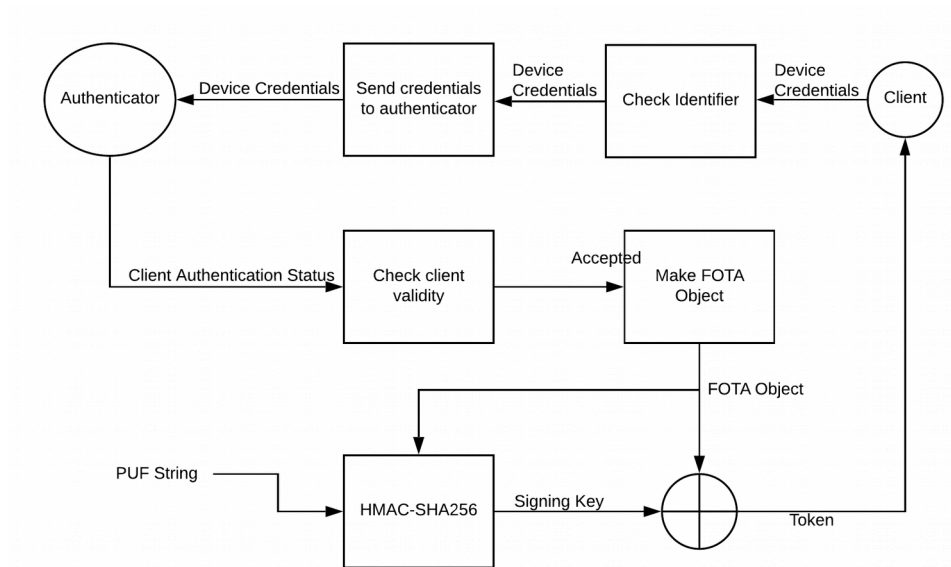 Authenticator
Device Credentials
Send credentials
to authenticator
Device
Credentials
Check Identifier
Device
Credentials
Client
Client Authentication Status
Check client
validity
Accepted
Make FOTA
Object
FOTA Object
PUF String
HMAC-SHA256
Signing Key
Token